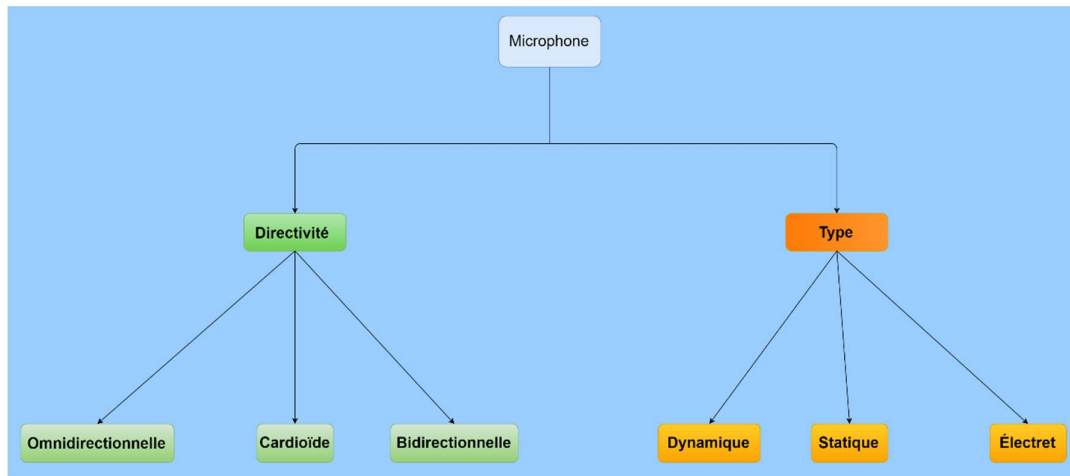 Microphone
Directivité
Type
Omnidirectionnelle
Cardioïde
Bidirectionnelle
Dynamique
Statique
Électret